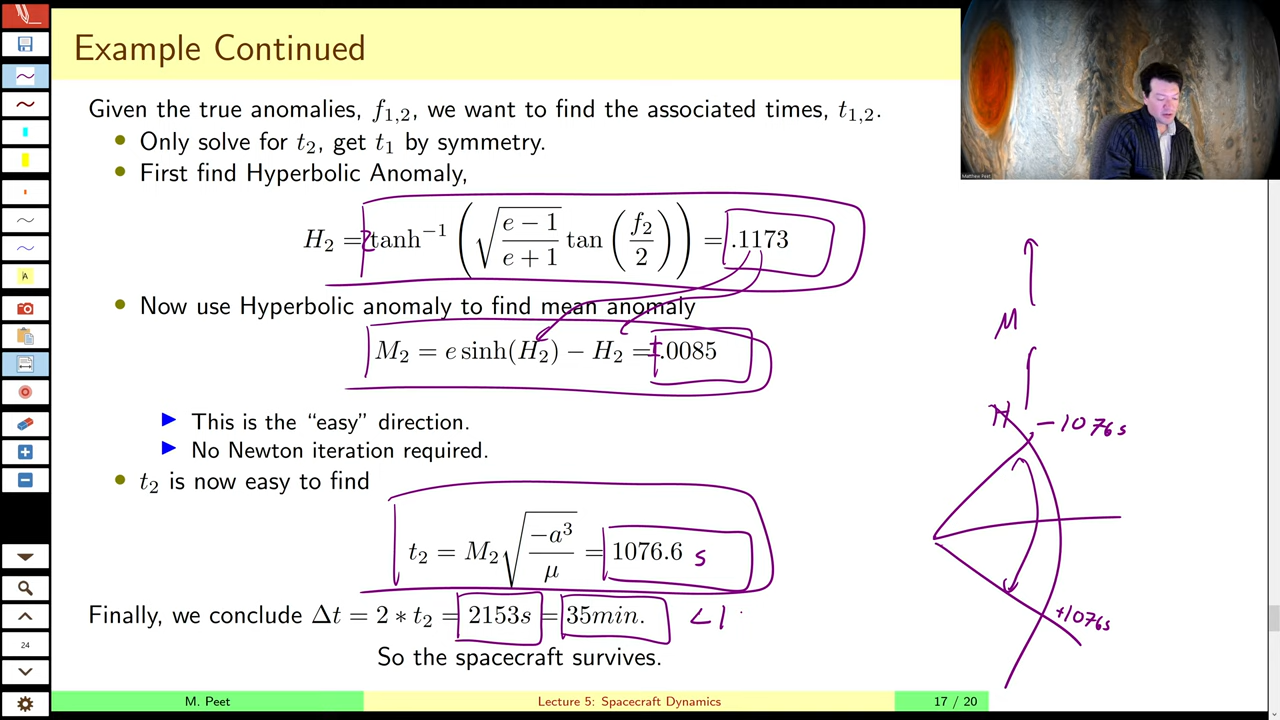 Example Continued
Given the true anomalies, f₁,₂, we want to find the associated times, t₁,₂.
• Only solve for t₂, get t₁ by symmetry.
• First find Hyperbolic Anomaly,
H₂ = 2 tanh⁻¹ ( √((e − 1)/(e + 1)) tan (f₂/2) ) = .1173
• Now use Hyperbolic anomaly to find mean anomaly
M₂ = e sinh(H₂) − H₂ = .0085
▶ This is the “easy” direction.
▶ No Newton iteration required.
• t₂ is now easy to find
t₂ = M₂ √(−a³/μ) = 1076.6 s
Finally, we conclude Δt = 2 * t₂ = 2153s = 35min. < 1
So the spacecraft survives.
M
H
−1076s
+1076s
Matthew Peet
24
M. Peet
Lecture 5: Spacecraft Dynamics
17 / 20
A